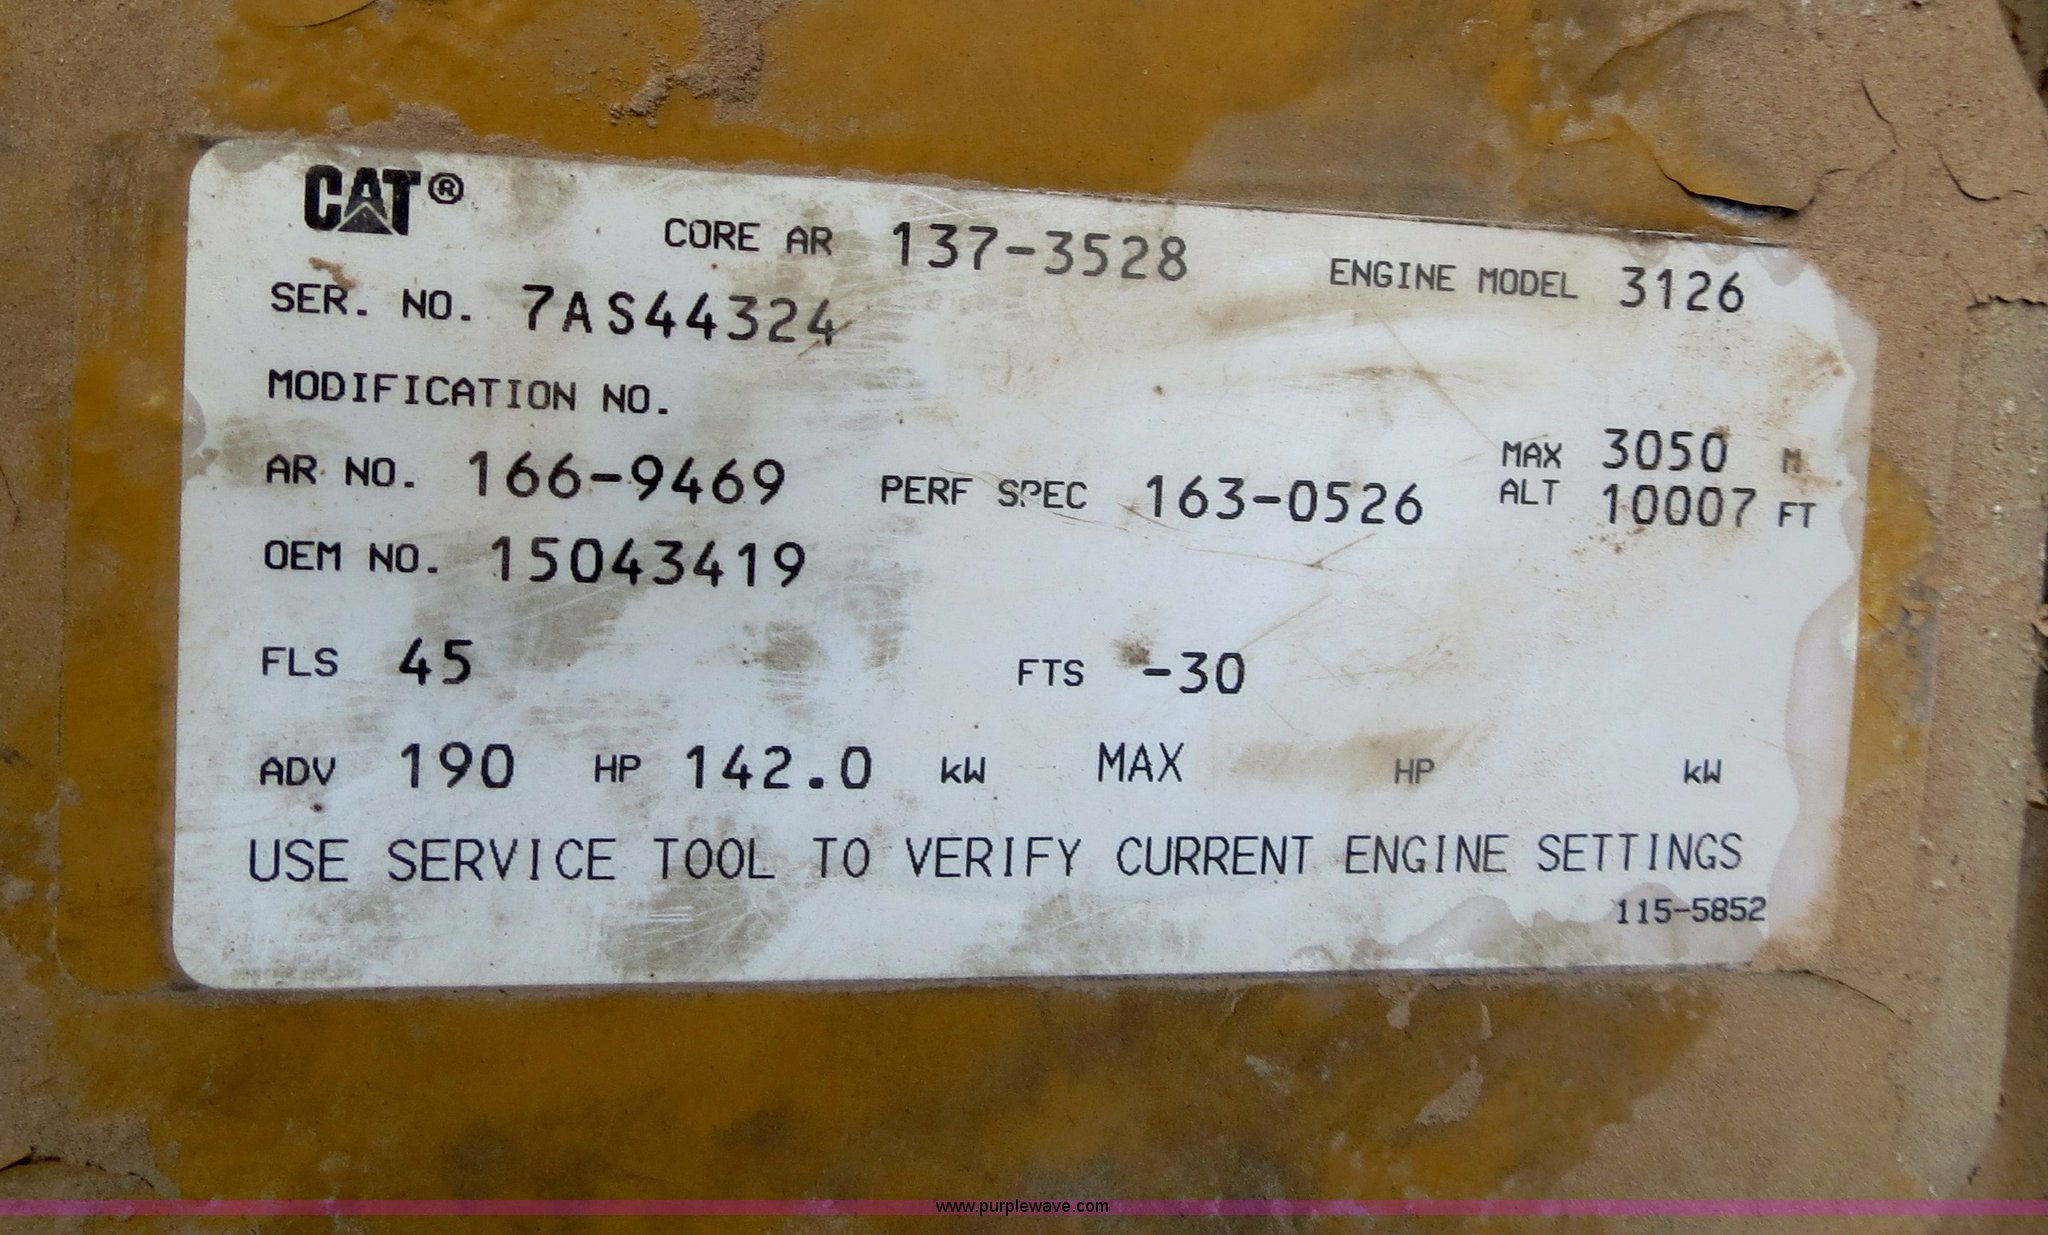 CAT®
CORE AR 137-3528
ENGINE MODEL 3126
SER. NO. 7AS44324
MODIFICATION NO.
AR NO. 166-9469 PERF SPEC 163-0526
MAX ALT 3050 M
10007 FT
OEM NO. 15043419
FLS 45 FTS -30
ADV 190 HP 142.0 kW MAX HP kW
USE SERVICE TOOL TO VERIFY CURRENT ENGINE SETTINGS
115-5852
www.purplewave.com